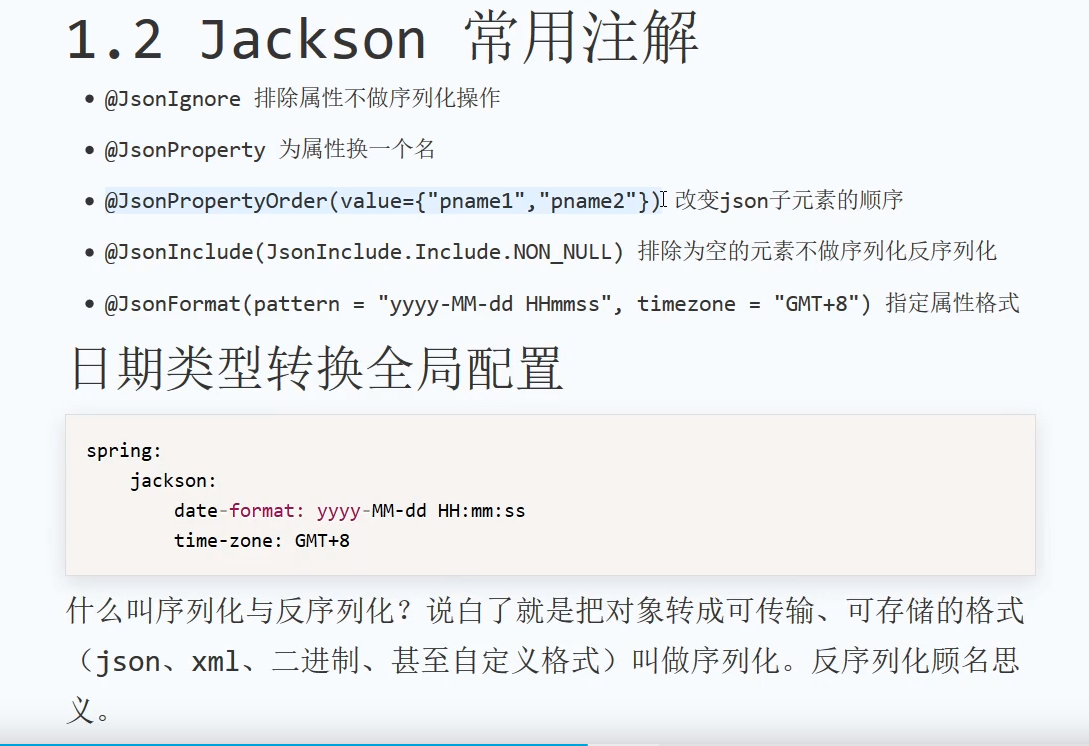 1.2 Jackson 常用注解
@JsonIgnore 排除属性不做序列化操作
@JsonProperty 为属性换一个名
@JsonPropertyOrder(value={"pname1","pname2"}) 改变json子元素的顺序
@JsonInclude(JsonInclude.Include.NON_NULL) 排除为空的元素不做序列化反序列化
@JsonFormat(pattern = "yyyy-MM-dd HHmmss", timezone = "GMT+8") 指定属性格式
日期类型转换全局配置
spring:
jackson:
date-format: yyyy-MM-dd HH:mm:ss
time-zone: GMT+8
什么叫序列化与反序列化？说白了就是把对象转成可传输、可存储的格式
（json、xml、二进制、甚至自定义格式）叫做序列化。反序列化顾名思
义。